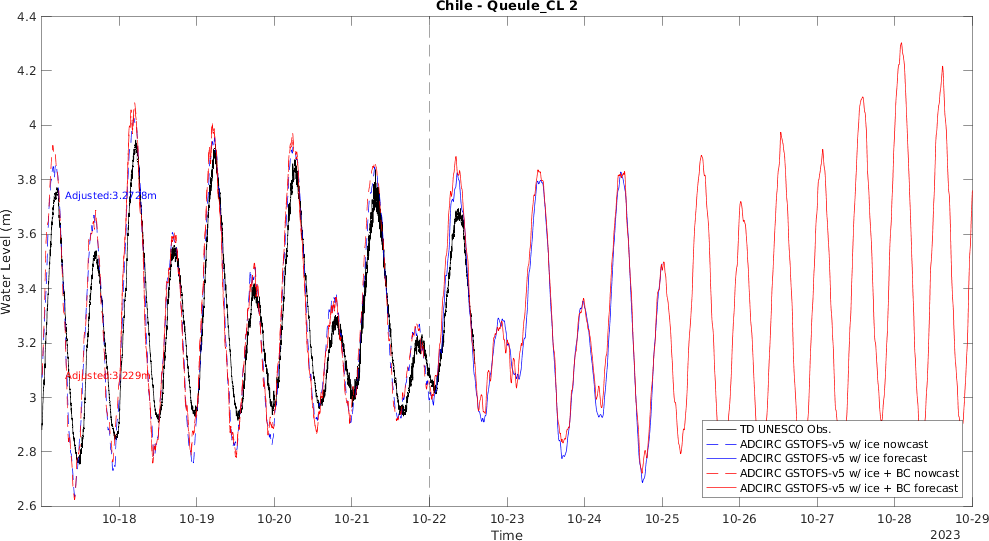 Chile - Queule_CL 2
4.4
4.2
4
3.8
3.6
3.4
3.2
3
2.8
2.6
Water Level (m)
Adjusted:3.2728m
Adjusted:3.229m
TD UNESCO Obs.
ADCIRC GSTOFS-v5 w/ ice nowcast
ADCIRC GSTOFS-v5 w/ ice forecast
ADCIRC GSTOFS-v5 w/ ice + BC nowcast
ADCIRC GSTOFS-v5 w/ ice + BC forecast
10-18 10-19 10-20 10-21 10-22 10-23 10-24 10-25 10-26 10-27 10-28 10-29
Time
2023